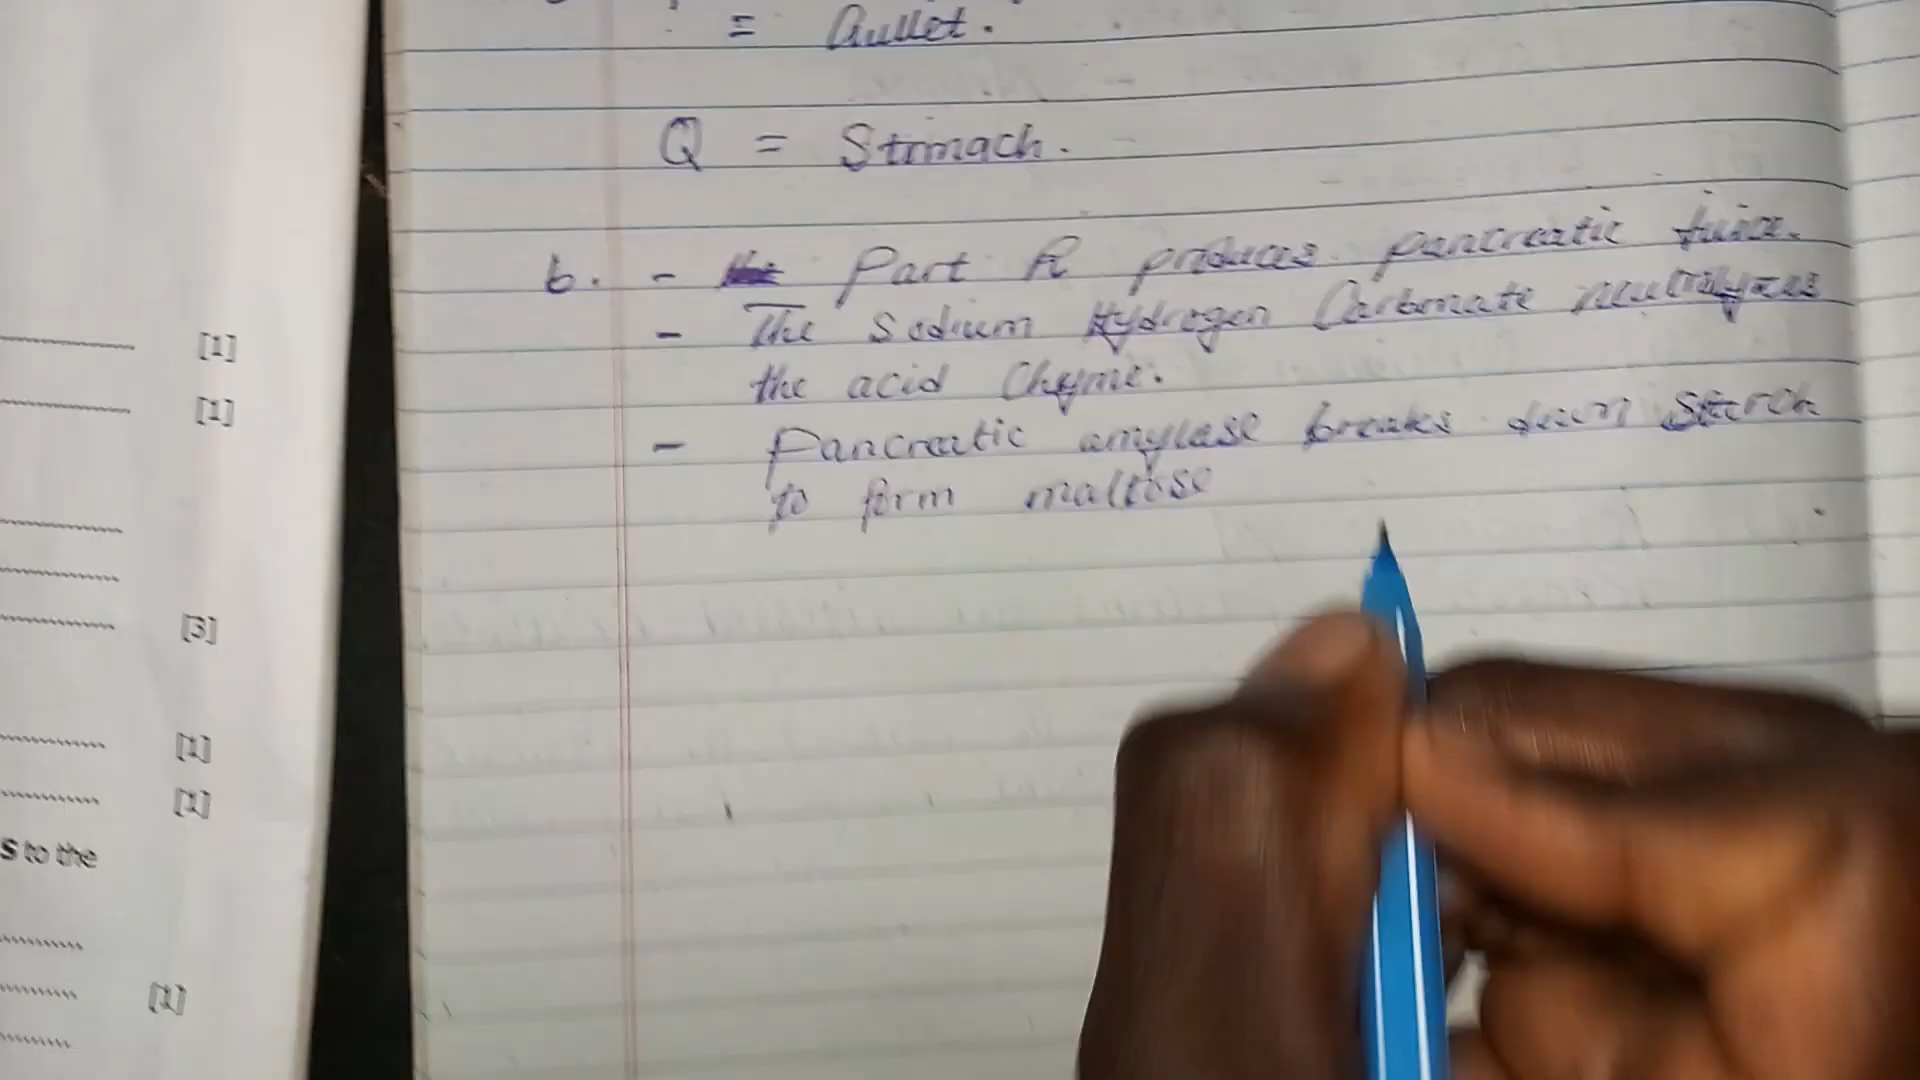 = Gullet.
Q = Stomach.
b. - Part R produces pancreatic juice.
- The Sodium Hydrogen Carbonate neutralyzes
the acid Chyme.
- Pancreatic amylase breaks down Starch
to form maltose
[1]
[1]
[3]
[1]
[1]
s to the
[1]